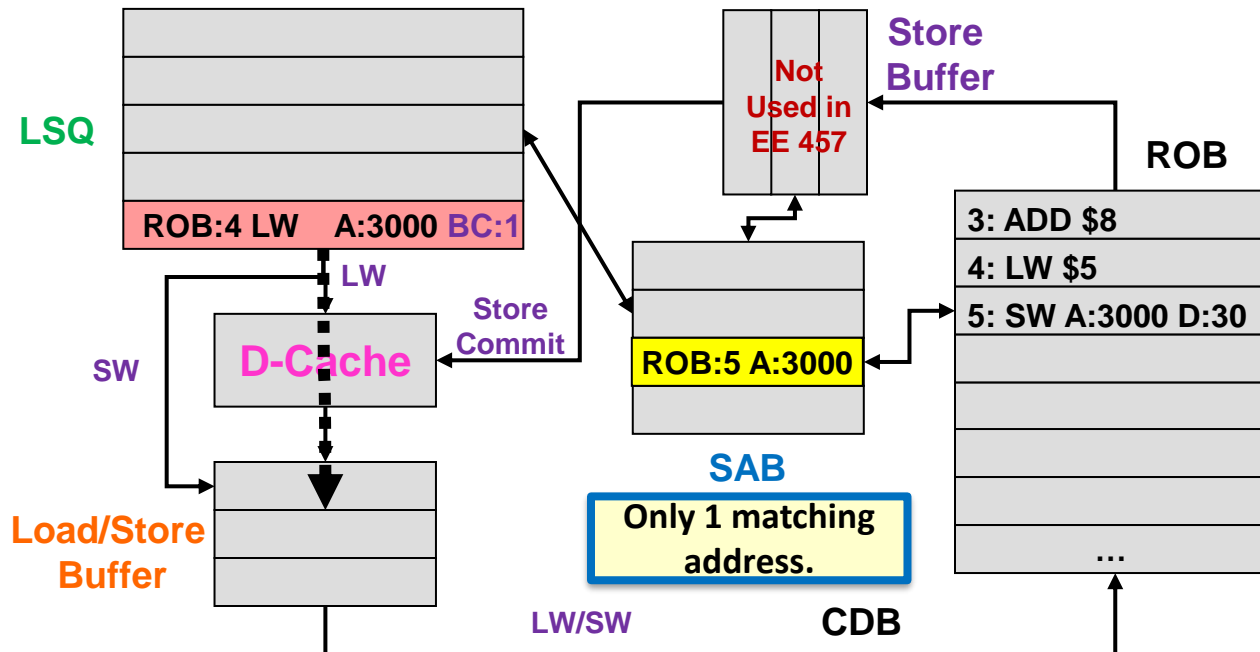 LSQ
ROB:4 LW A:3000 BC:1
LW
SW
D-Cache
Store
Commit
Load/Store
Buffer
Not
Used in
EE 457
Store
Buffer
ROB:5 A:3000
SAB
Only 1 matching
address.
ROB
3: ADD $8
4: LW $5
5: SW A:3000 D:30
...
LW/SW
CDB